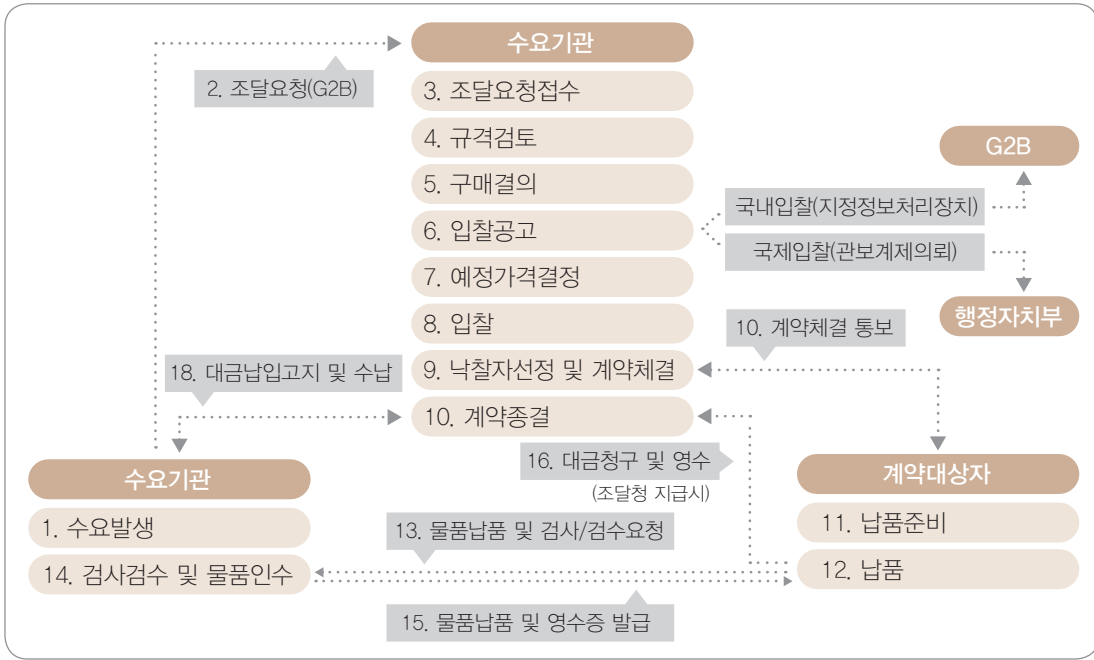 수요기관
2. 조달요청(G2B)
3. 조달요청접수
4. 규격검토
5. 구매결의
6. 입찰공고
7. 예정가격결정
8. 입찰
9. 낙찰자선정 및 계약체결
10. 계약종결
G2B
국내입찰(지정정보처리장치)
국제입찰(관보계제의뢰)
행정자치부
10. 계약체결 통보
18. 대금납입고지 및 수납
16. 대금청구 및 영수
(조달청 지급시)
수요기관
1. 수요발생
14. 검사검수 및 물품인수
13. 물품납품 및 검사/검수요청
15. 물품납품 및 영수증 발급
계약대상자
11. 납품준비
12. 납품